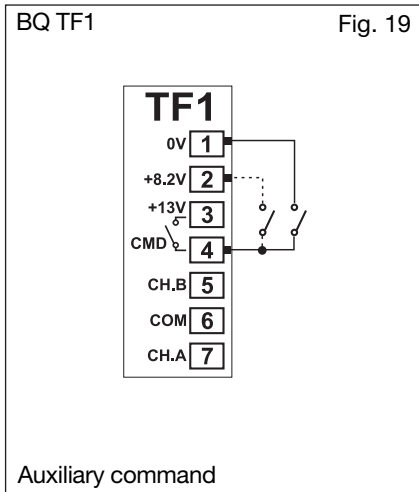 BQ TF1 Fig. 19
TF1
0V 1
+8.2V 2
+13V 3
CMD 4
CH.B 5
COM 6
CH.A 7
Auxiliary command